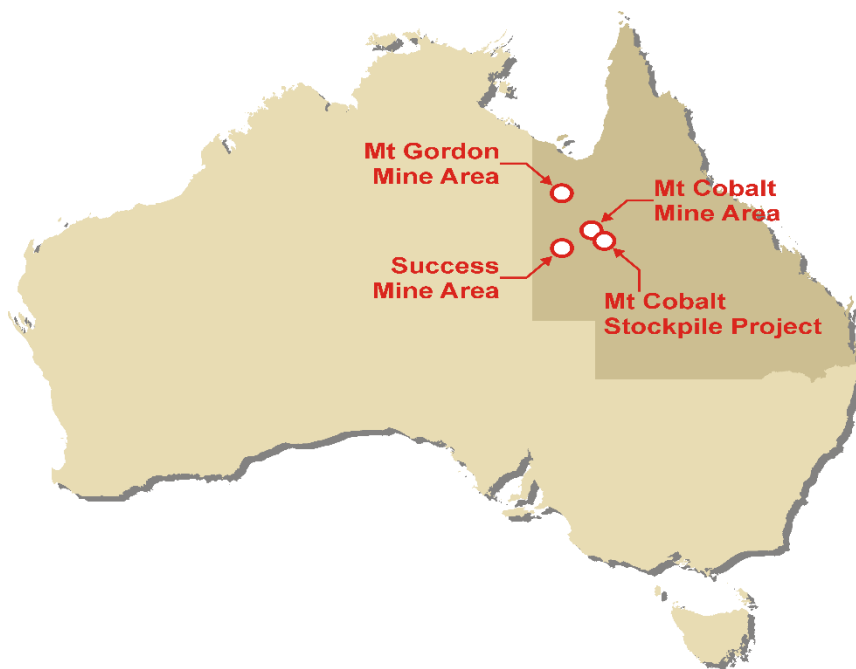 Mt Gordon
Mine Area
Mt Cobalt
Mine Area
Success
Mine Area
Mt Cobalt
Stockpile Project